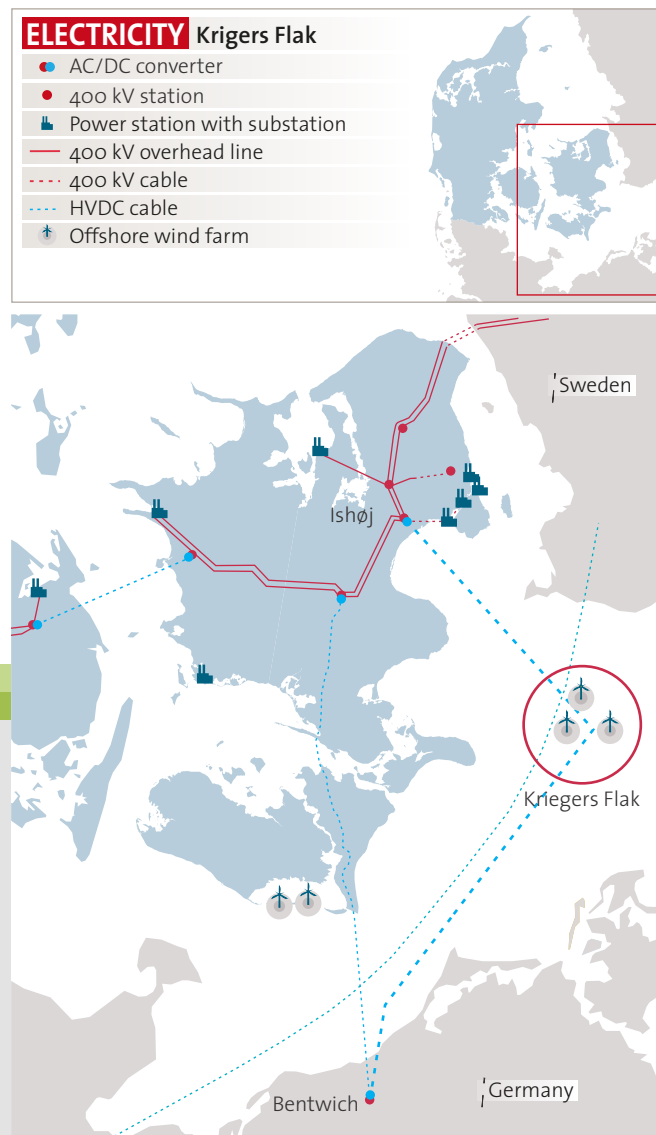 ELECTRICITY Krigers Flak
AC/DC converter
400 kV station
Power station with substation
400 kV overhead line
400 kV cable
HVDC cable
Offshore wind farm
Sweden
Ishøj
Kriegers Flak
Germany
Bentwich